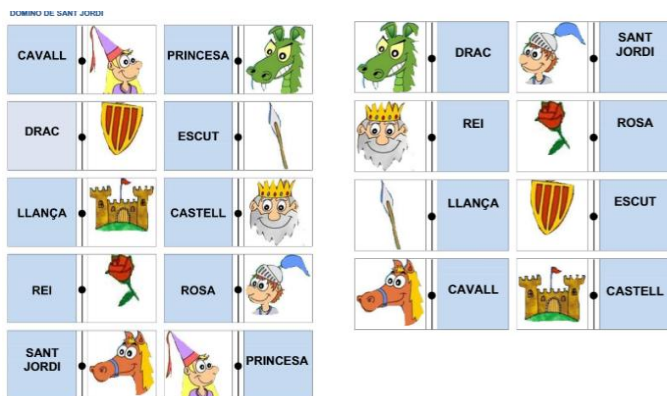 DOMINO DE SANT JORDI
CAVALL
PRINCESA
DRAC
ESCUT
LLANÇA
CASTELL
REI
ROSA
SANT
JORDI
PRINCESA
DRAC
SANT
JORDI
REI
ROSA
LLANÇA
ESCUT
CAVALL
CASTELL